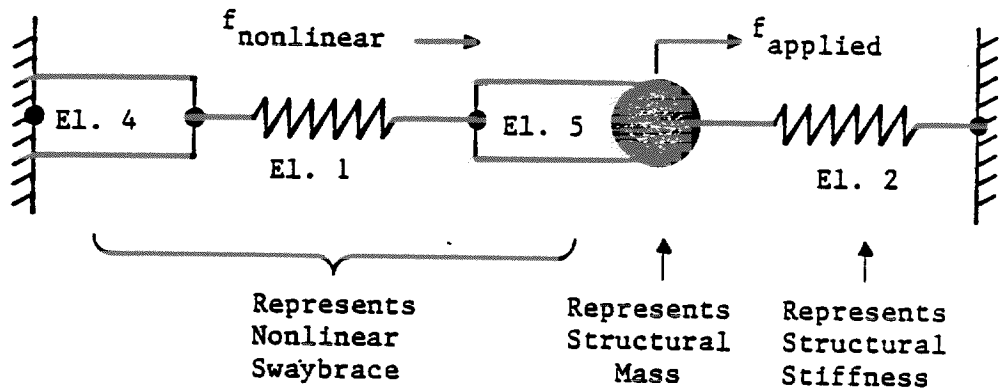 f nonlinear
f applied
El. 4
El. 5
El. 1
El. 2
Represents
Nonlinear
Swaybrace
Represents
Structural
Mass
Represents
Structural
Stiffness